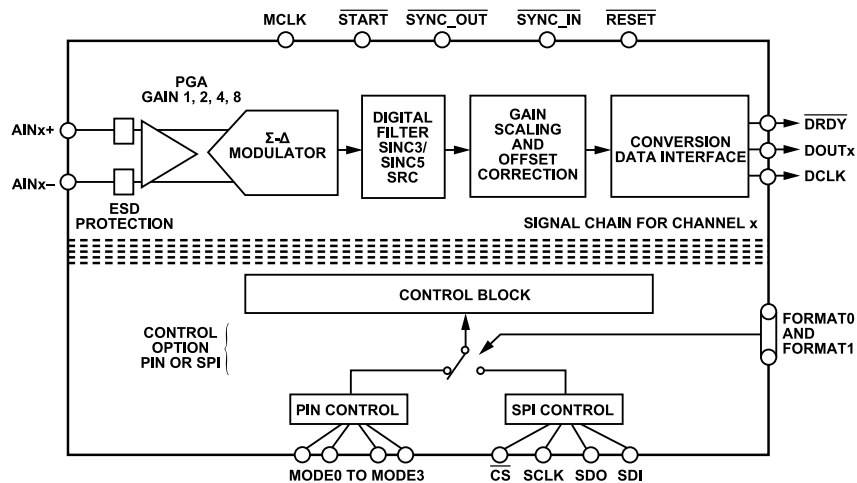 MCLK START SYNC_OUT SYNC_IN RESET
PGA
GAIN 1, 2, 4, 8
AINx+
AINx–
ESD
PROTECTION
Σ-Δ
MODULATOR
DIGITAL
FILTER
SINC3/
SINC5
SRC
GAIN
SCALING
AND
OFFSET
CORRECTION
CONVERSION
DATA INTERFACE
DRDY
DOUTx
DCLK
SIGNAL CHAIN FOR CHANNEL x
CONTROL BLOCK
CONTROL
OPTION
PIN OR SPI
FORMAT0
AND
FORMAT1
PIN CONTROL
SPI CONTROL
MODE0 TO MODE3
CS SCLK SDO SDI